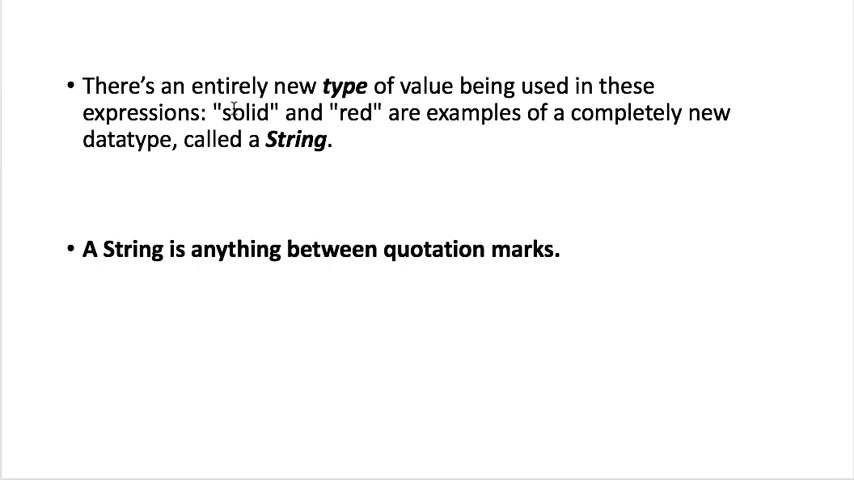 • There’s an entirely new type of value being used in these
expressions: "solid" and "red" are examples of a completely new
datatype, called a String.
• A String is anything between quotation marks.